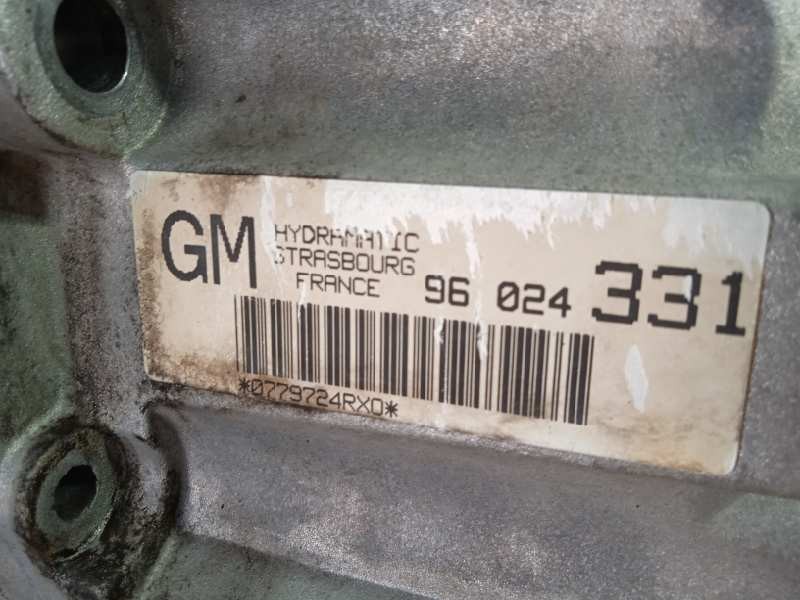 GM HYDRAMATIC
STRASBOURG
FRANCE 96 024 331
*0779724RXO*